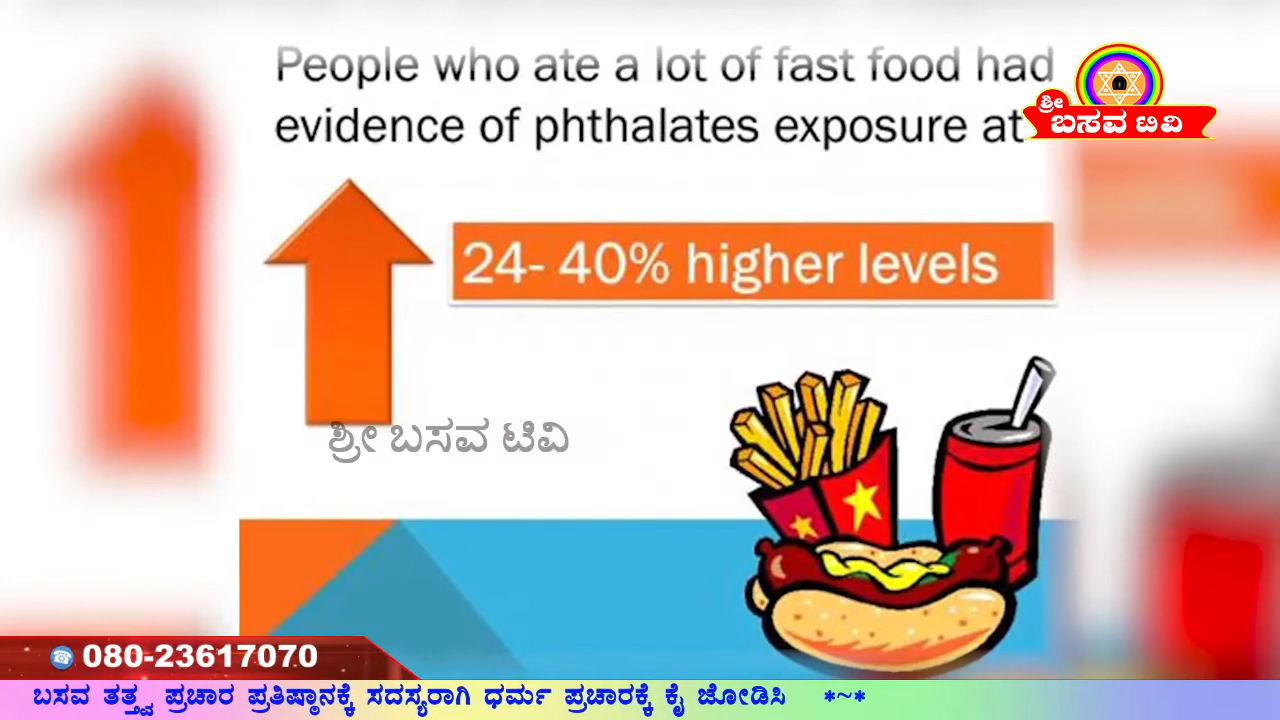 People who ate a lot of fast food had
evidence of phthalates exposure at
ಶ್ರೀ
ಬಸವ ಟಿವಿ
24- 40% higher levels
ಶ್ರೀ ಬಸವ ಟಿವಿ
080-23617070
ಬಸವ ತತ್ತ್ವ ಪ್ರಚಾರ ಪ್ರತಿಷ್ಠಾನಕ್ಕೆ ಸದಸ್ಯರಾಗಿ ಧರ್ಮ ಪ್ರಚಾರಕ್ಕೆ ಕೈ ಜೋಡಿಸಿ *~*